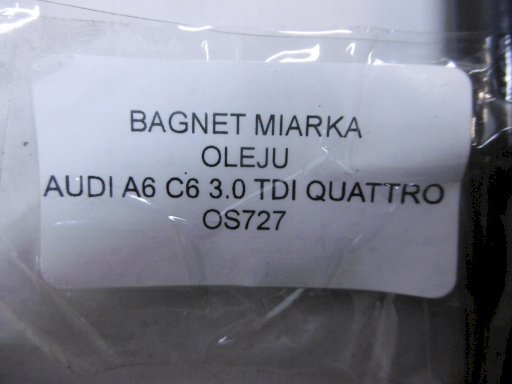 BAGNET MIARKA
OLEJU
AUDI A6 C6 3.0 TDI QUATTRO
OS727